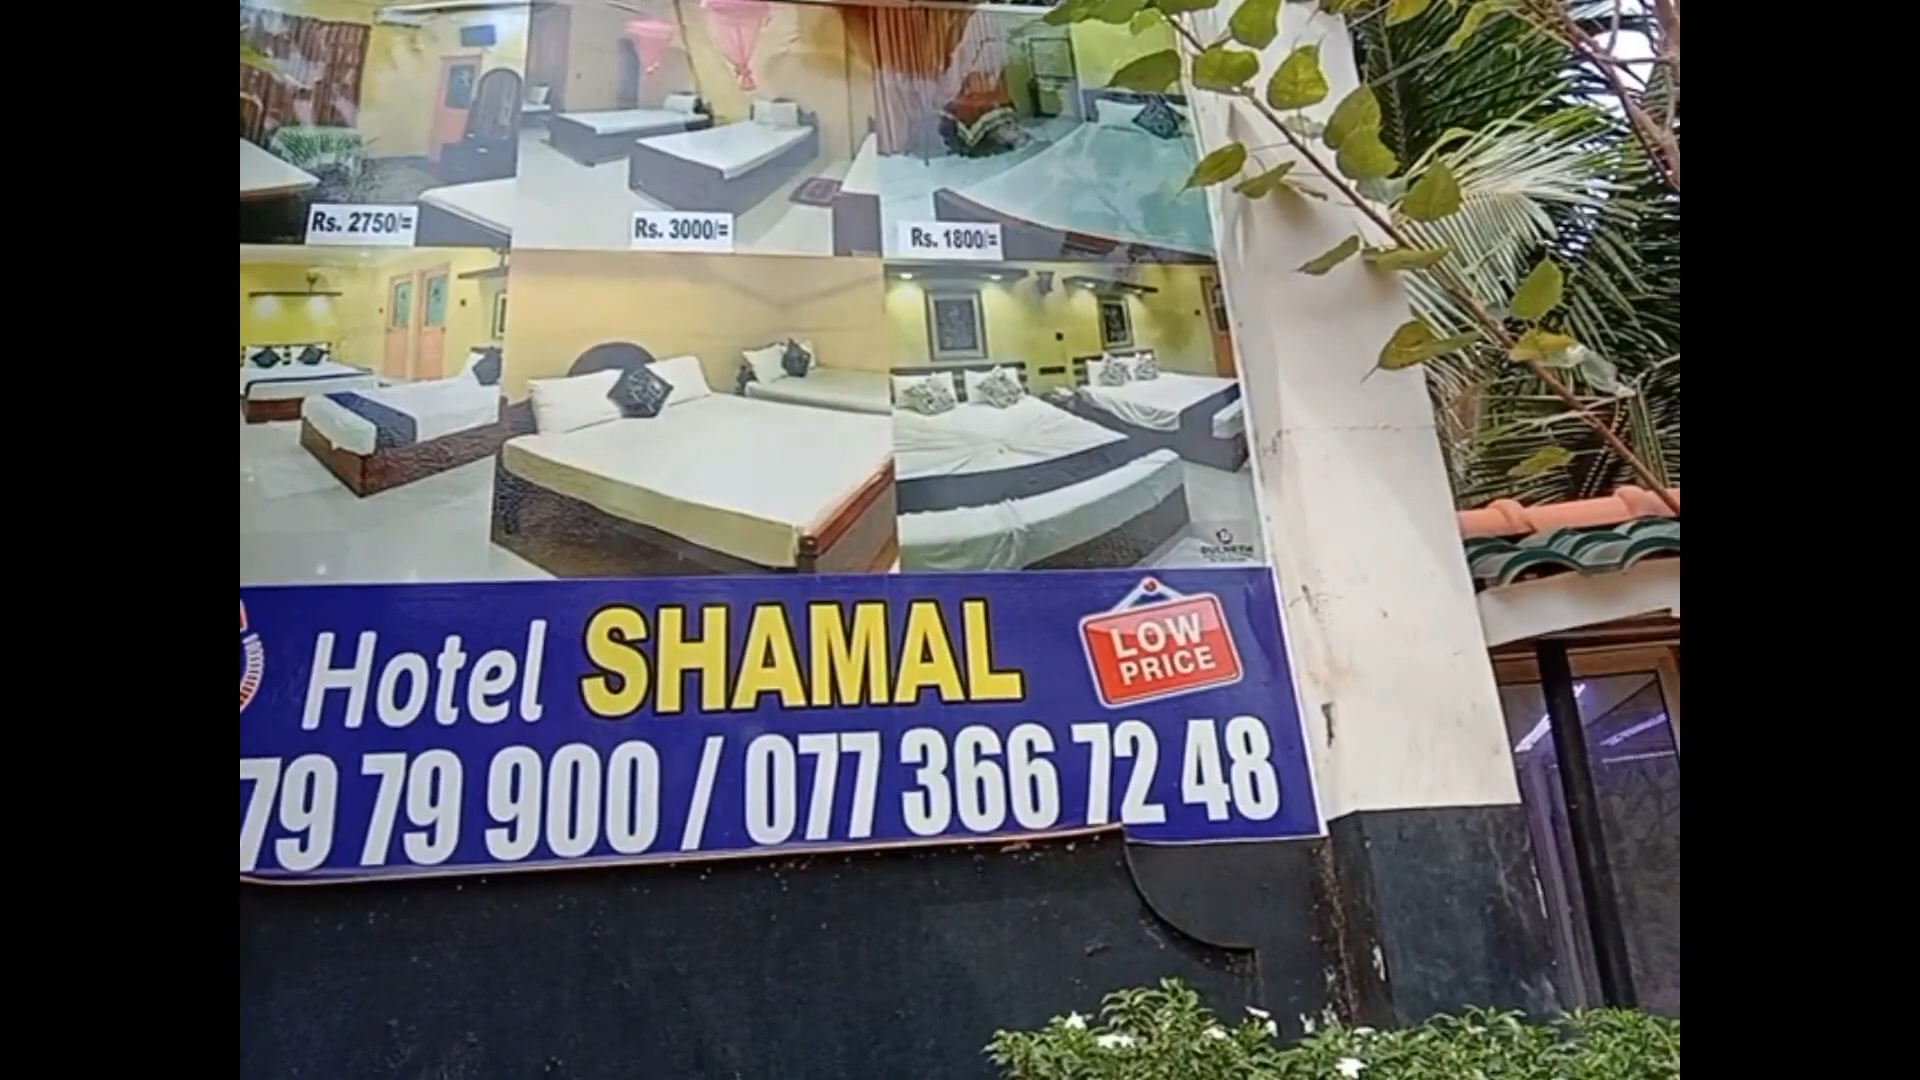 Rs. 2750/=
Rs. 3000/=
Rs. 1800/=
Hotel SHAMAL
LOW
PRICE
79 79 900 / 077 366 72 48